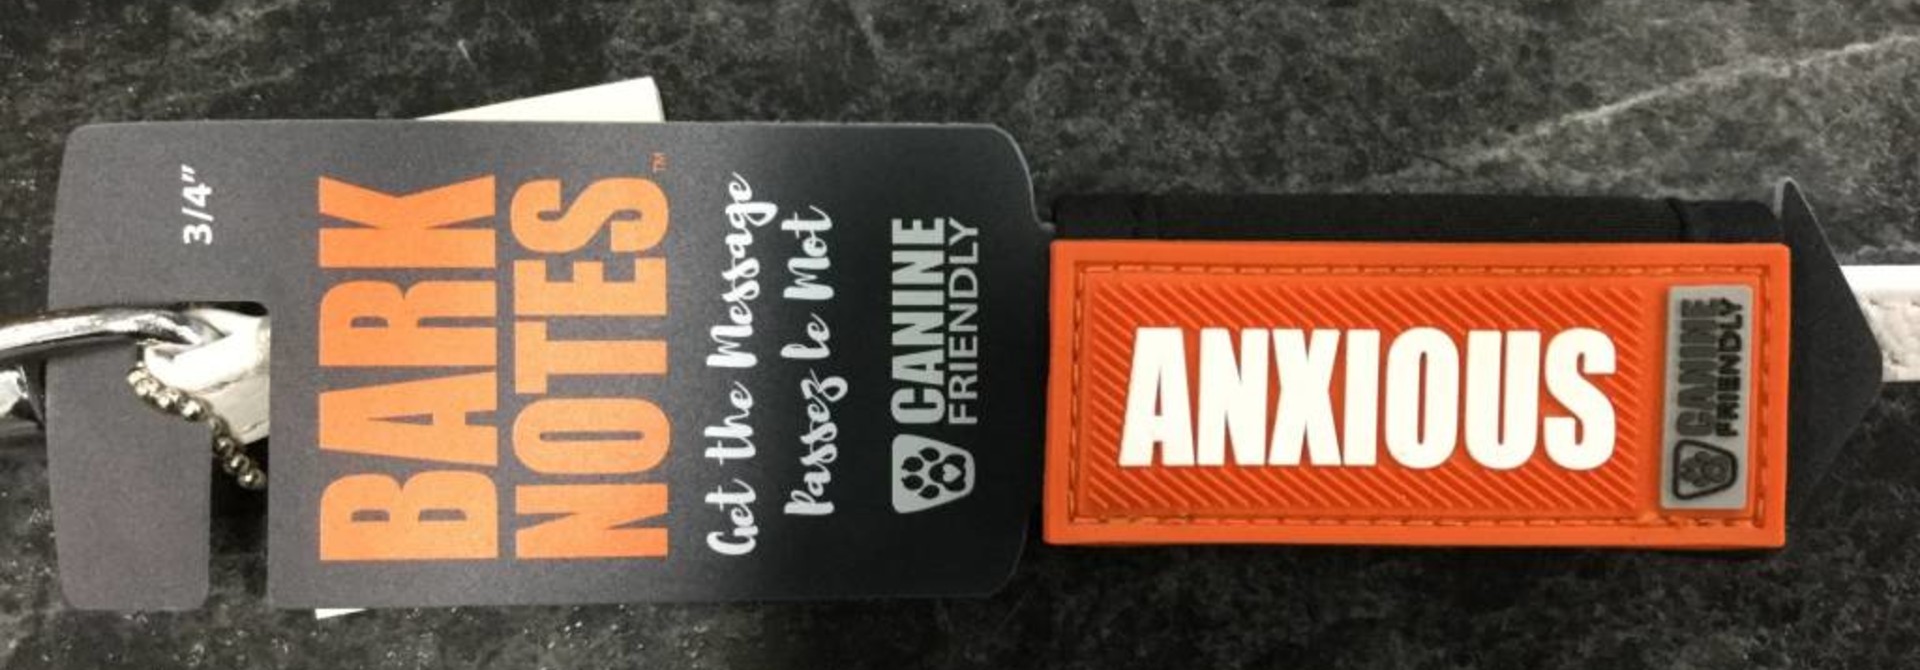 3/4"
BARK
NOTES™
Get the Message
Passez le Mot
CANINE
FRIENDLY
ANXIOUS
CANINE
FRIENDLY